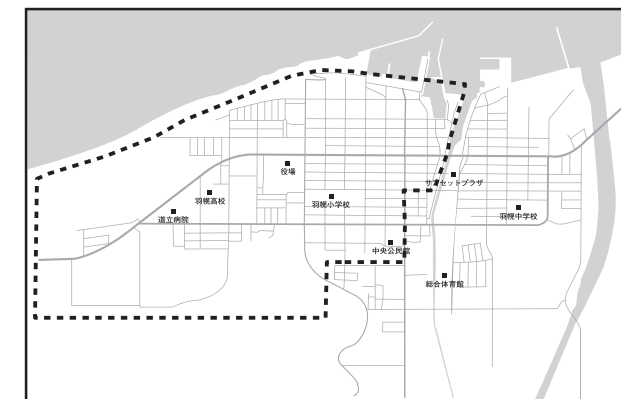 役場
サンセットプラザ
羽幌高校
羽幌小学校
道立病院
羽幌中学校
中央公民館
総合体育館